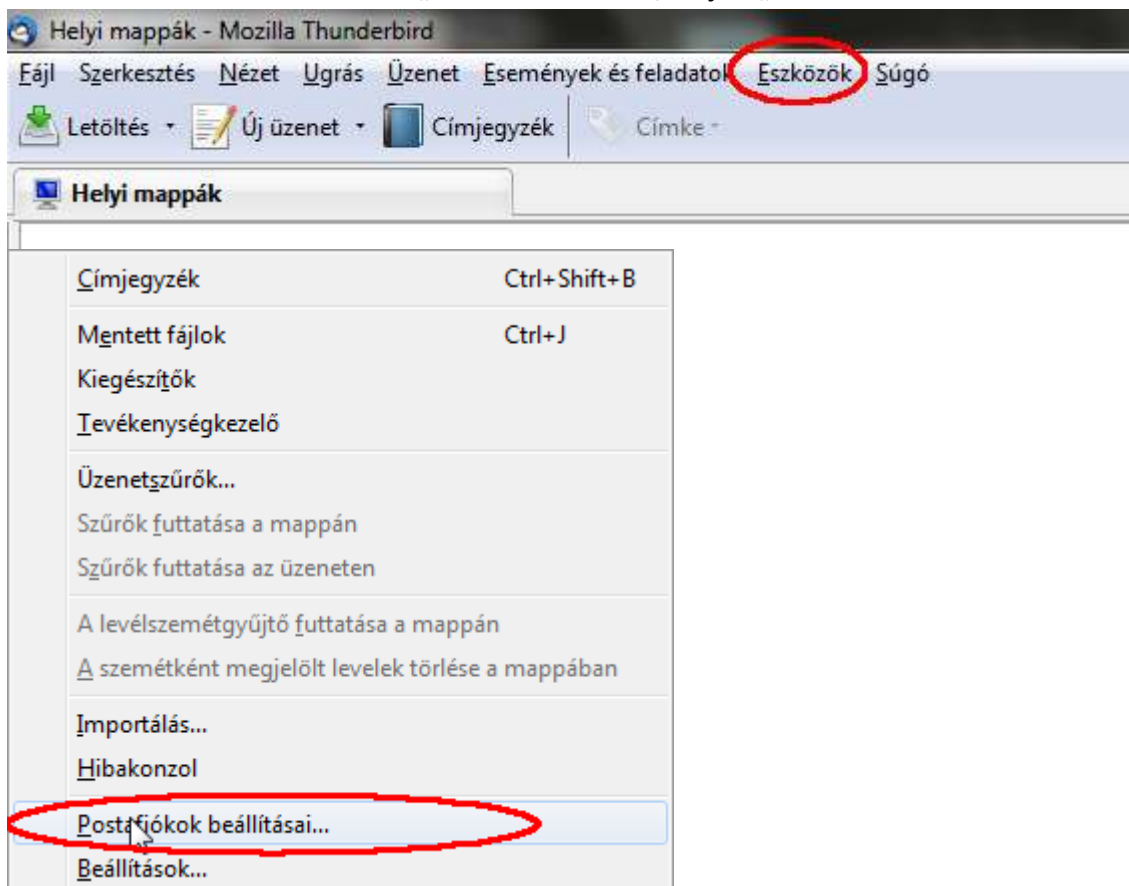 Helyi mappák - Mozilla Thunderbird
Fájl Szerkesztés Nézet Ugrás Üzenet Események és feladatok Eszközök Súgó
Letöltés Új üzenet Címjegyzék Címke
Helyi mappák
Címjegyzék Ctrl+Shift+B
Mentett fájlok Ctrl+J
Kiegészítők
Tevékenységkezelő
Üzenetszűrők...
Szűrők futtatása a mappán
Szűrők futtatása az üzeneten
A levélszemétgyűjtő futtatása a mappán
A szemétként megjelölt levelek törlése a mappában
Importálás...
Hibakonzol
Postafiókok beállításai...
Beállítások...